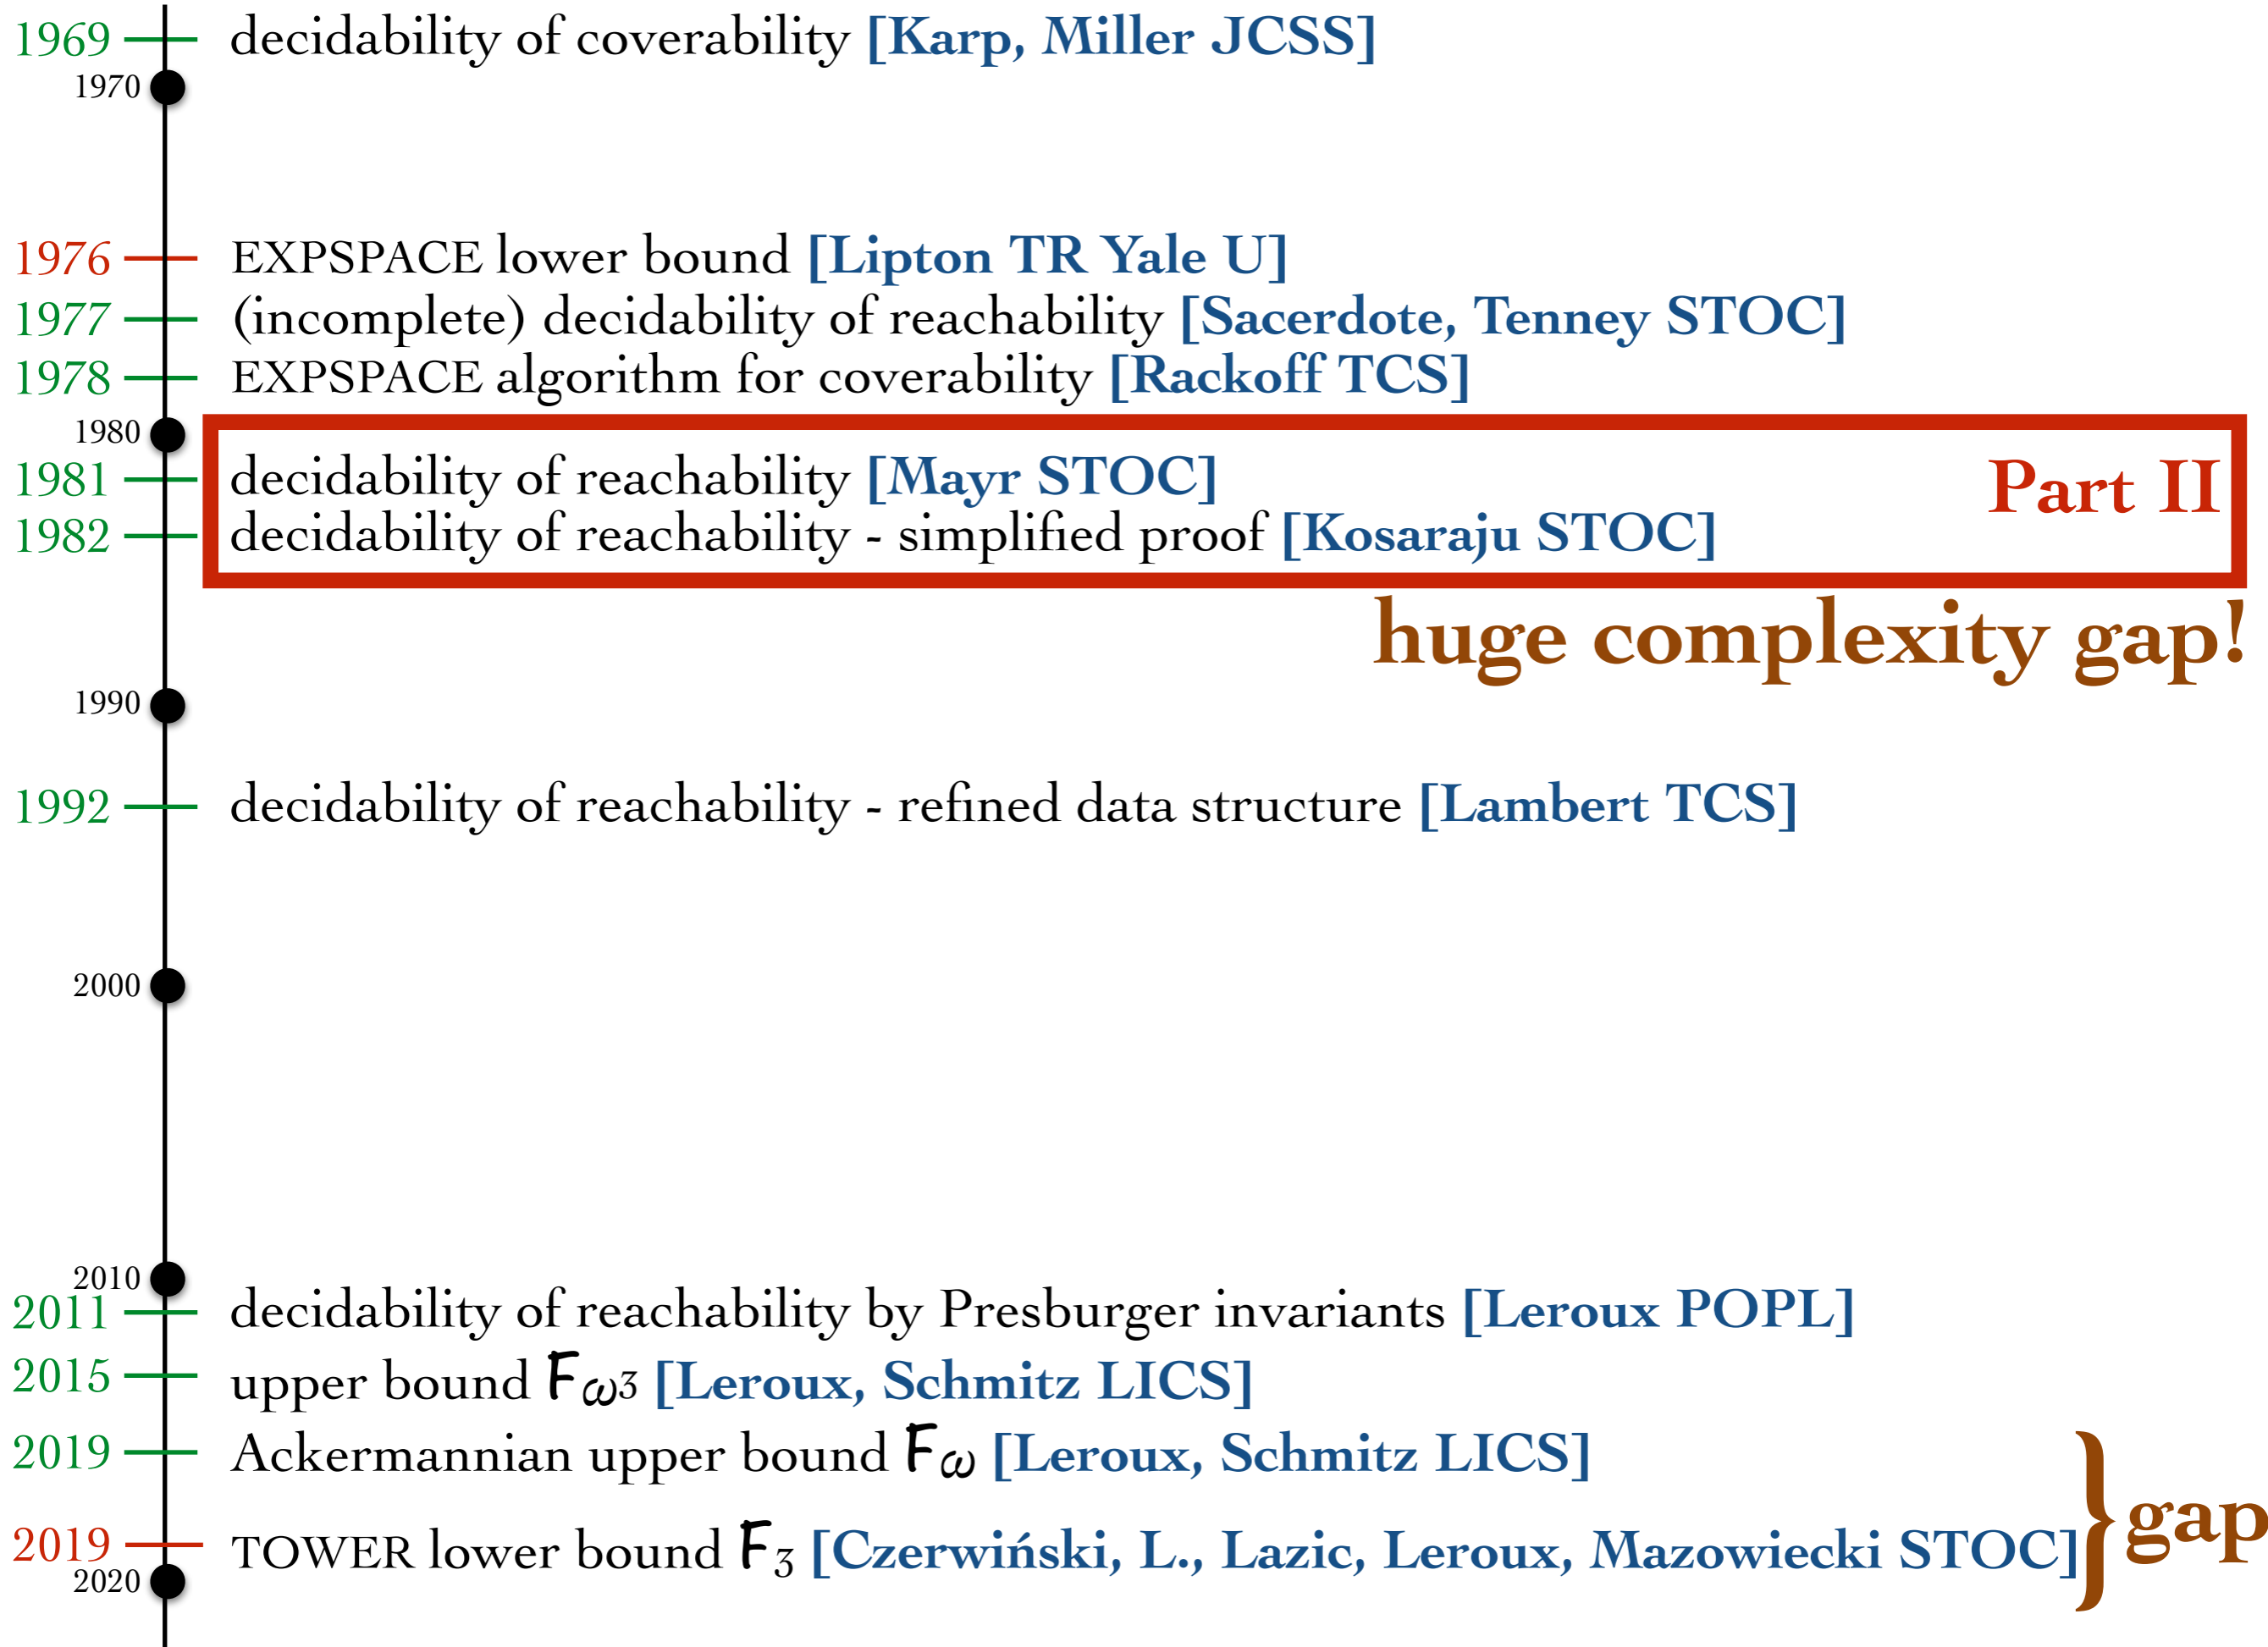 1969 decidability of coverability [Karp, Miller JCSS]
1970
1976 EXPSPACE lower bound [Lipton TR Yale U]
1977 (incomplete) decidability of reachability [Sacerdote, Tenney STOC]
1978 EXPSPACE algorithm for coverability [Rackoff TCS]
1980
1981 decidability of reachability [Mayr STOC]
Part II
1982 decidability of reachability - simplified proof [Kosaraju STOC]
huge complexity gap!
1990
1992 decidability of reachability - refined data structure [Lambert TCS]
2000
2010
2011 decidability of reachability by Presburger invariants [Leroux POPL]
2015 upper bound Fω3 [Leroux, Schmitz LICS]
2019 Ackermannian upper bound Fω [Leroux, Schmitz LICS]
gap
2019 TOWER lower bound F3 [Czerwiński, L., Lazic, Leroux, Mazowiecki STOC]
2020